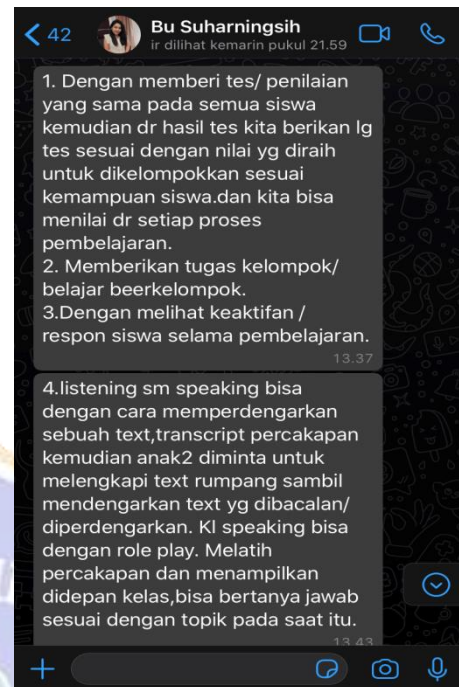 42
Bu Suharningsih
ir dilihat kemarin pukul 21.59
1. Dengan memberi tes/ penilaian
yang sama pada semua siswa
kemudian dr hasil tes kita berikan lg
tes sesuai dengan nilai yg diraih
untuk dikelompokkan sesuai
kemampuan siswa.dan kita bisa
menilai dr setiap proses
pembelajaran.
2. Memberikan tugas kelompok/
belajar beerkelompok.
3.Dengan melihat keaktifan /
respon siswa selama pembelajaran.
13.37
4.listening sm speaking bisa
dengan cara memperdengarkan
sebuah text,transcript percakapan
kemudian anak2 diminta untuk
melengkapi text rumpang sambil
mendengarkan text yg dibacalan/
diperdengarkan. Kl speaking bisa
dengan role play. Melatih
percakapan dan menampilkan
didepan kelas,bisa bertanya jawab
sesuai dengan topik pada saat itu.
13.43